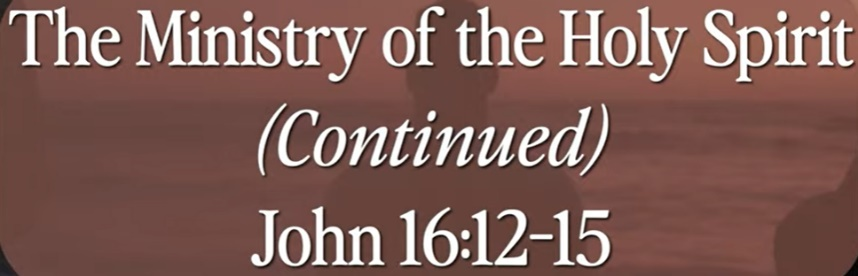 The Ministry of the Holy Spirit
(Continued)
John 16:12-15